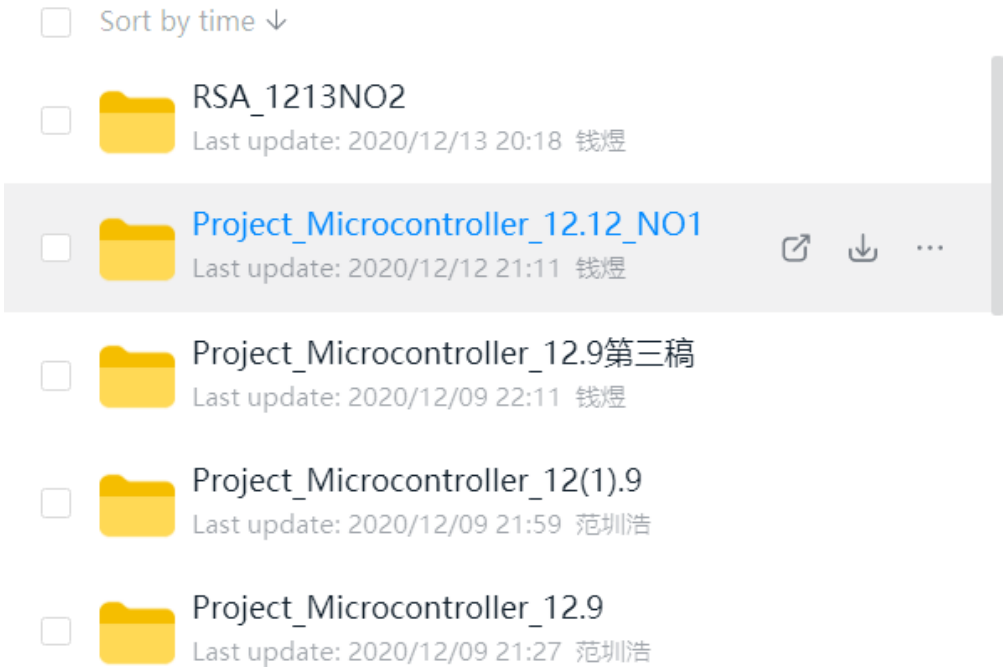 Sort by time ↓
RSA_1213NO2
Last update: 2020/12/13 20:18 钱煜
Project_Microcontroller_12.12_NO1
Last update: 2020/12/12 21:11 钱煜
Project_Microcontroller_12.9第三稿
Last update: 2020/12/09 22:11 钱煜
Project_Microcontroller_12(1).9
Last update: 2020/12/09 21:59 范圳浩
Project_Microcontroller_12.9
Last update: 2020/12/09 21:27 范圳浩